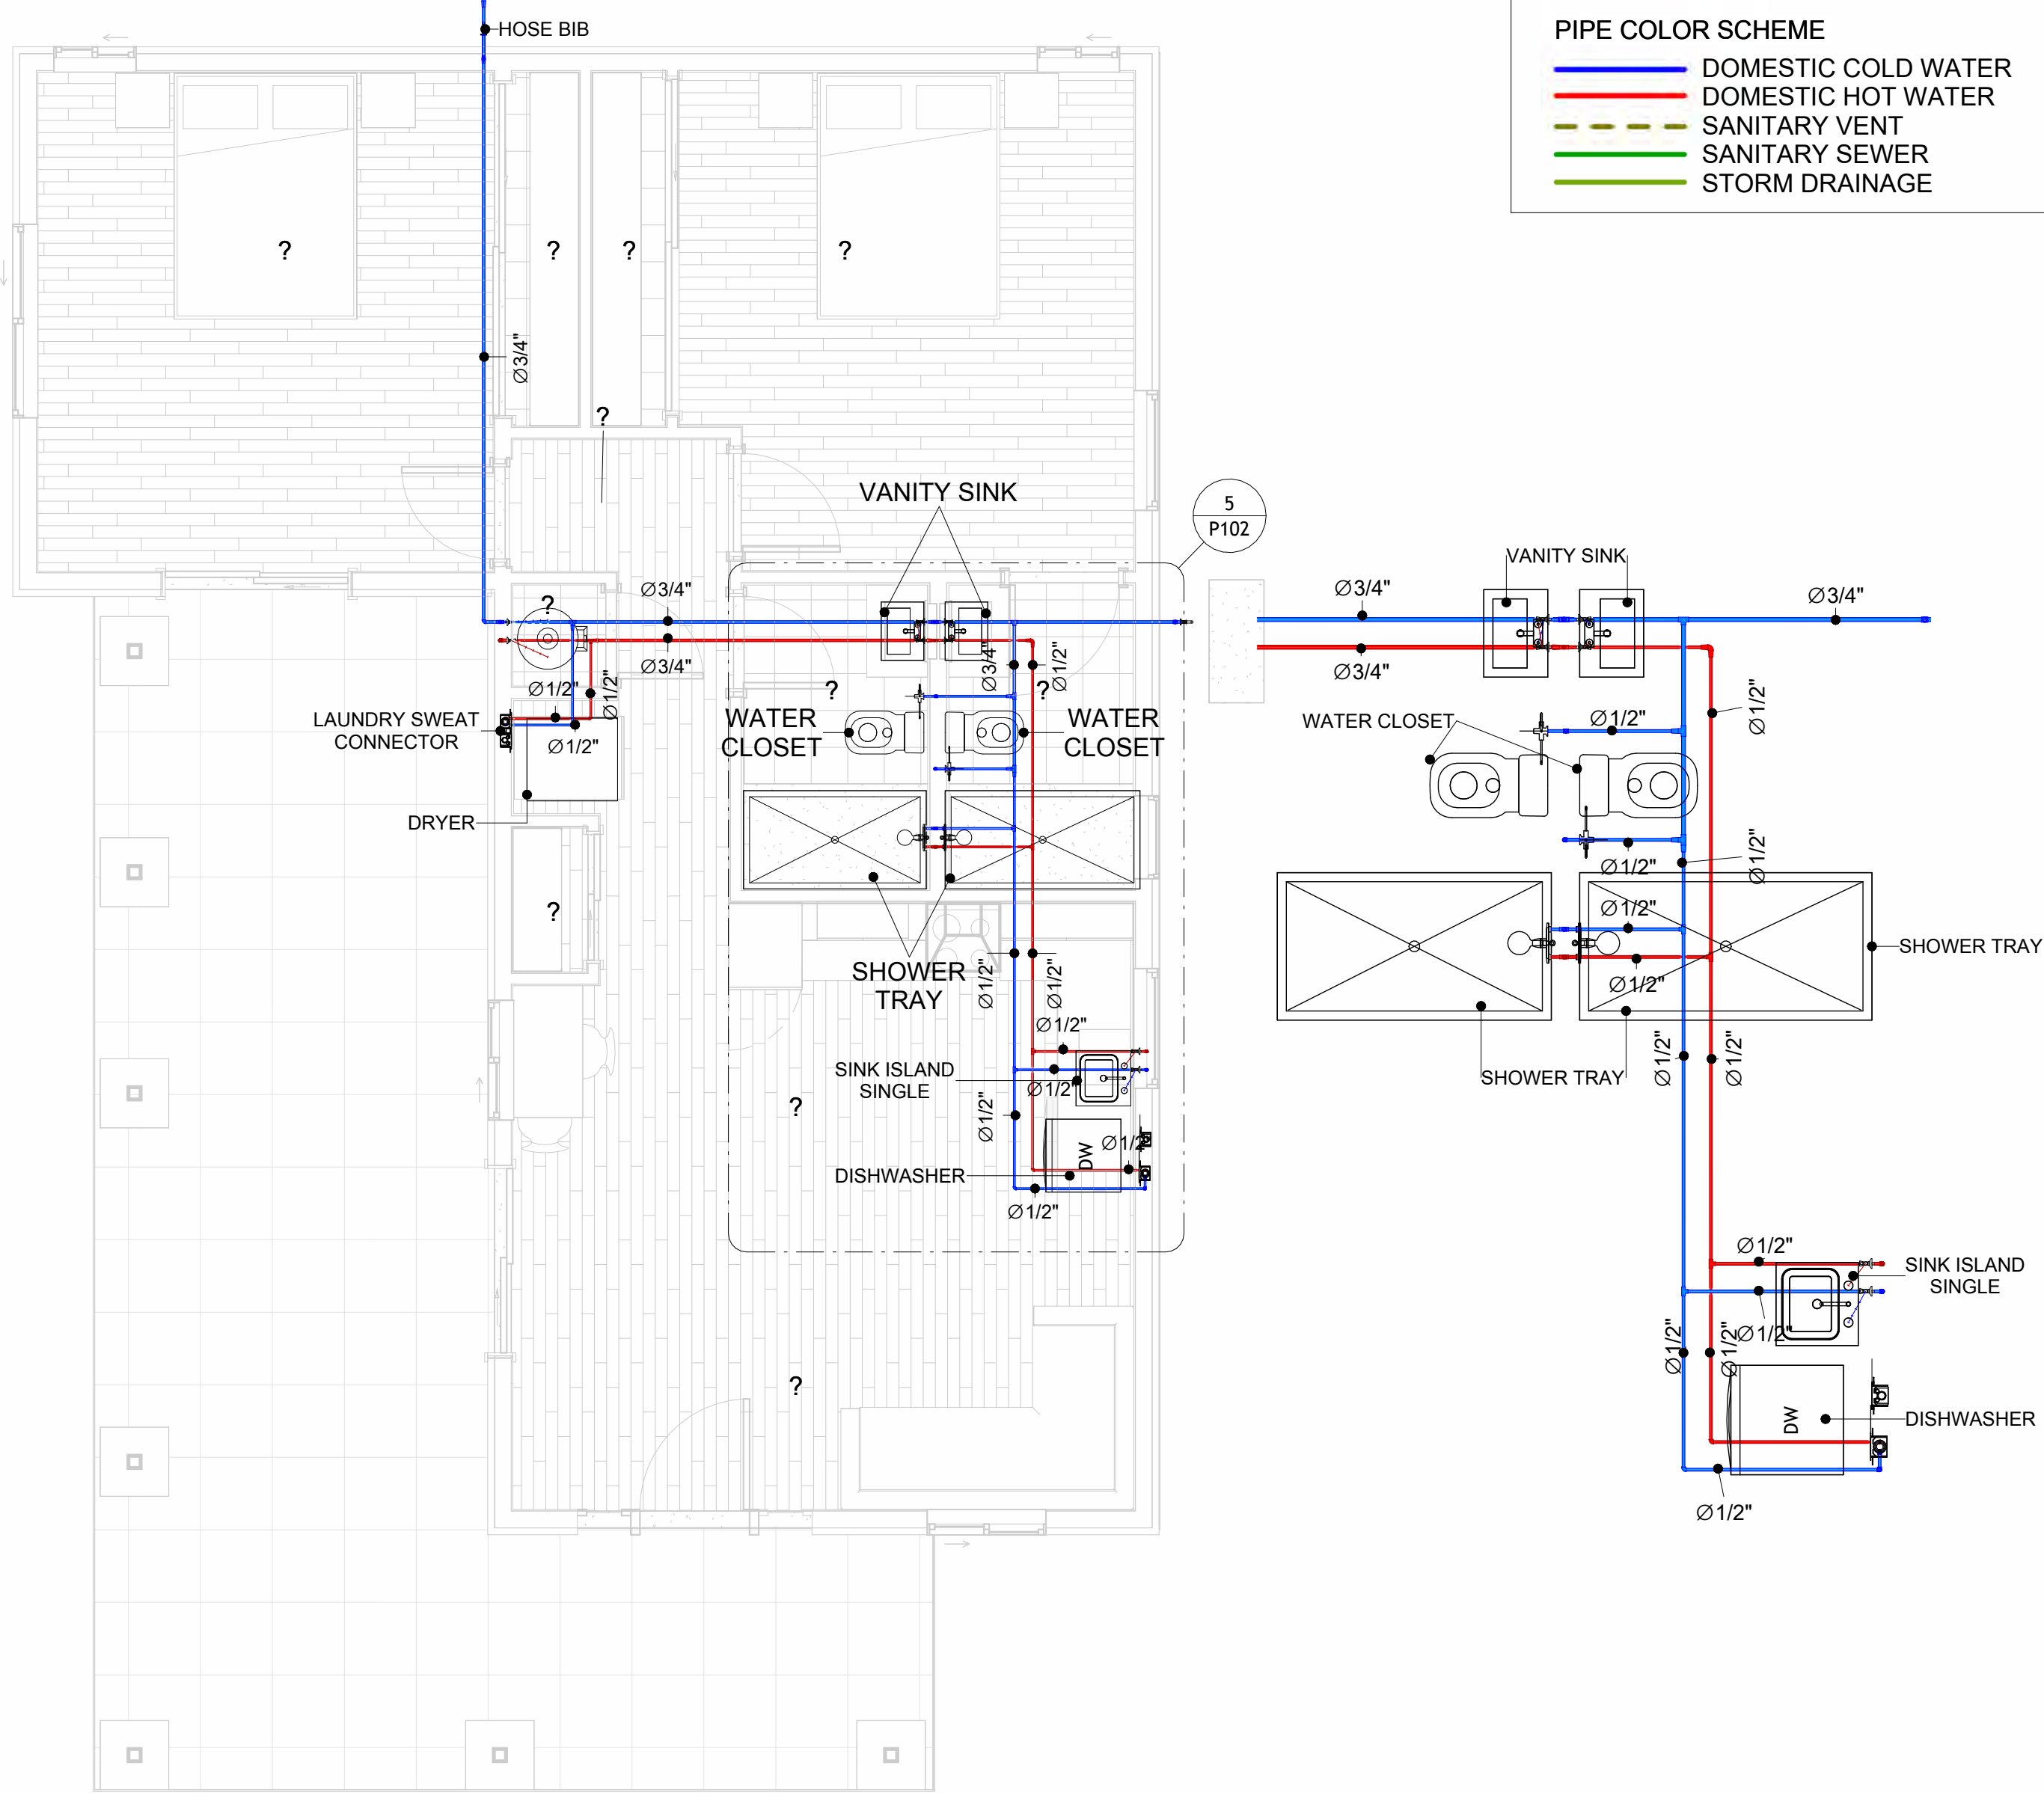 HOSE BIB
PIPE COLOR SCHEME
DOMESTIC COLD WATER
DOMESTIC HOT WATER
SANITARY VENT
SANITARY SEWER
STORM DRAINAGE
?
?
?
?
Ø3/4"
?
VANITY SINK
5
P102
?
Ø3/4"
Ø3/4"
Ø1/2"
Ø1/2"
Ø1/2"
LAUNDRY SWEAT
CONNECTOR
DRYER
Ø3/4"
Ø1/2"
?
?
WATER
CLOSET
WATER
CLOSET
?
SHOWER
TRAY
Ø1/2"
Ø1/2"
Ø1/2"
SINK ISLAND
SINGLE
Ø1/2"
Ø1/2"
?
DW
Ø1/2"
DISHWASHER
Ø1/2"
?
VANITY SINK
Ø3/4"
Ø3/4"
Ø3/4"
Ø1/2"
WATER CLOSET
Ø1/2"
Ø1/2"
Ø1/2"
Ø1/2"
SHOWER TRAY
Ø1/2"
Ø1/2"
Ø1/2"
SHOWER TRAY
Ø1/2"
SINK ISLAND
SINGLE
Ø1/2"
Ø1/2"
Ø1/2"
DW
DISHWASHER
Ø1/2"